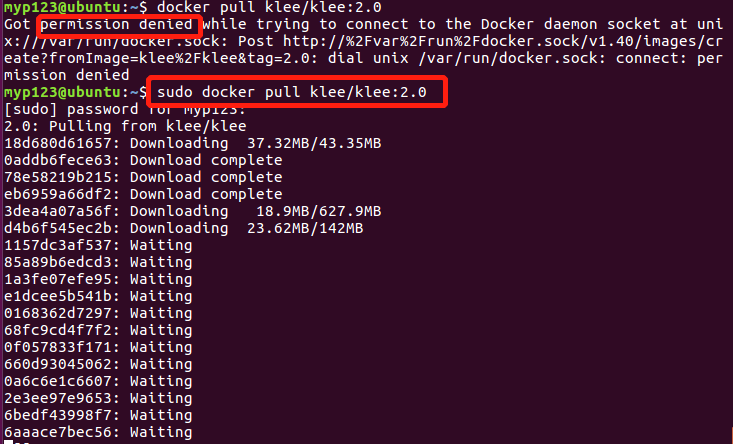 myp123@ubuntu:~$ docker pull klee/klee:2.0
Got permission denied while trying to connect to the Docker daemon socket at uni
x:///var/run/docker.sock: Post http://%2Fvar%2Frun%2Fdocker.sock/v1.40/images/cr
eate?fromImage=klee%2Fklee&tag=2.0: dial unix /var/run/docker.sock: connect: per
mission denied
myp123@ubuntu:~$ sudo docker pull klee/klee:2.0
[sudo] password for myp123:
2.0: Pulling from klee/klee
18d680d61657: Downloading  37.32MB/43.35MB
0addb6fece63: Download complete
78e58219b215: Download complete
eb6959a66df2: Download complete
3dea4a07a56f: Downloading   18.9MB/627.9MB
d4b6f545ec2b: Downloading  23.62MB/142MB
1157dc3af537: Waiting
85a89b6edcd3: Waiting
1a3fe07efe95: Waiting
e1dcee5b541b: Waiting
0168362d7297: Waiting
68fc9cd4f7f2: Waiting
0f057833f171: Waiting
660d93045062: Waiting
0a6c6e1c6607: Waiting
2e3ee97e9653: Waiting
6bedf43998f7: Waiting
6aaace7bec56: Waiting